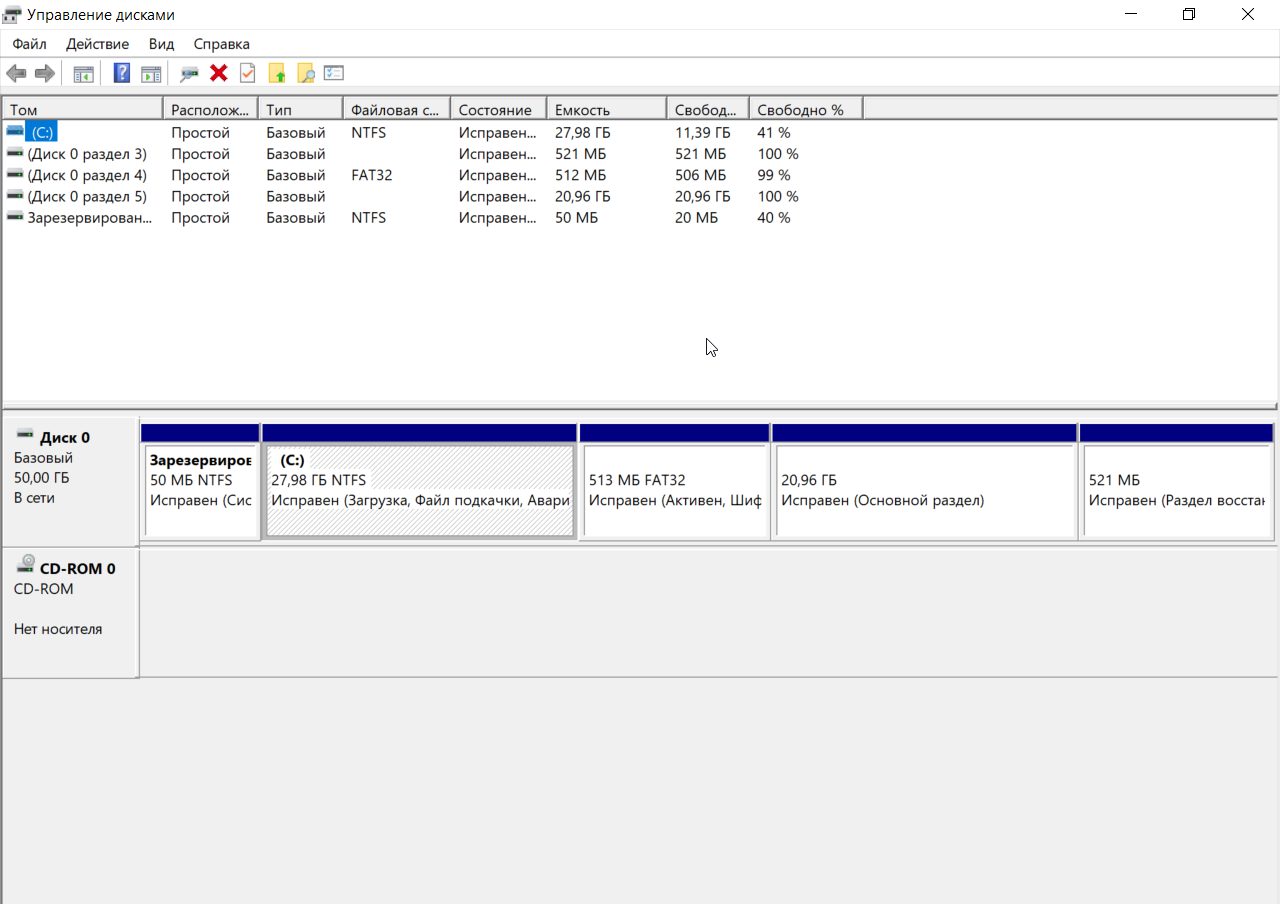 Управление дисками
Файл Действие Вид Справка
Том Располож... Тип Файловая с... Состояние Емкость Свобод... Свободно %
(C:) Простой Базовый NTFS Исправен... 27,98 ГБ 11,39 ГБ 41 %
(Диск 0 раздел 3) Простой Базовый Исправен... 521 МБ 521 МБ 100 %
(Диск 0 раздел 4) Простой Базовый FAT32 Исправен... 512 МБ 506 МБ 99 %
(Диск 0 раздел 5) Простой Базовый Исправен... 20,96 ГБ 20,96 ГБ 100 %
Зарезервирован... Простой Базовый NTFS Исправен... 50 МБ 20 МБ 40 %
Диск 0
Базовый
50,00 ГБ
В сети
Зарезервиров
50 МБ NTFS
Исправен (Сис
(C:)
27,98 ГБ NTFS
Исправен (Загрузка, Файл подкачки, Авари
513 МБ FAT32
Исправен (Активен, Шиф
20,96 ГБ
Исправен (Основной раздел)
521 МБ
Исправен (Раздел восстан
CD-ROM 0
CD-ROM
Нет носителя